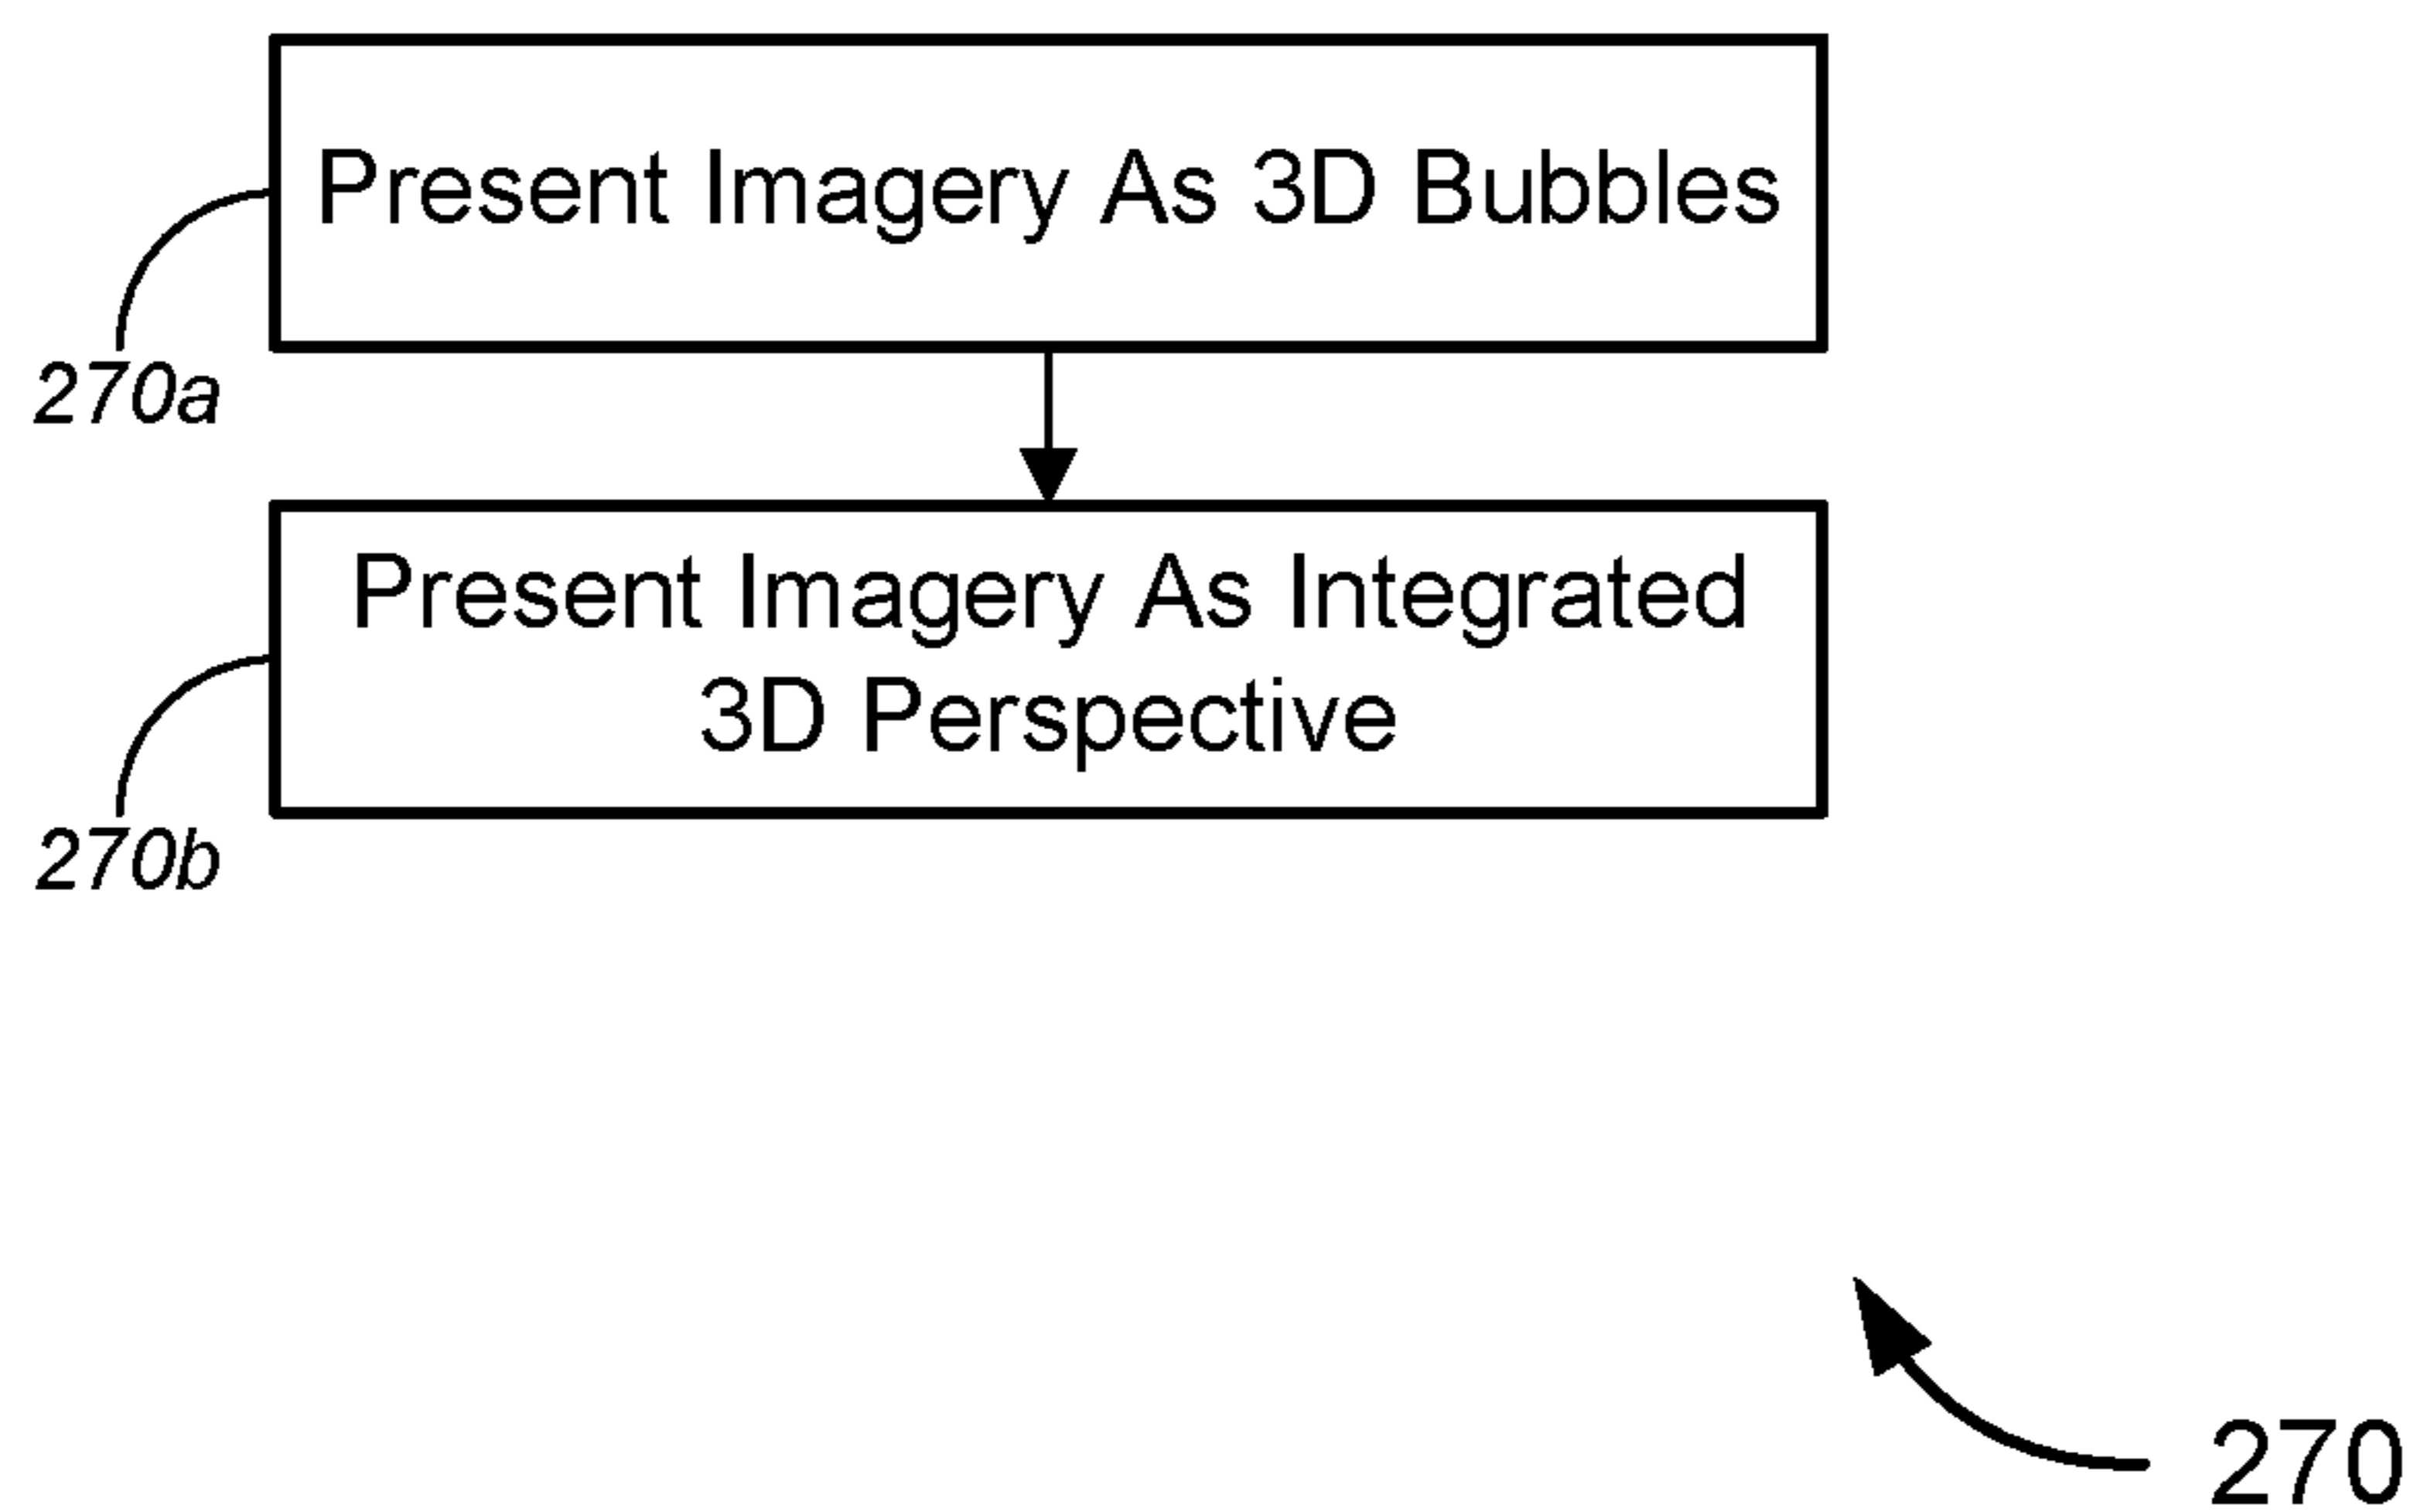 Present Imagery As 3D Bubbles
270a
Present Imagery As Integrated
3D Perspective
270b
270